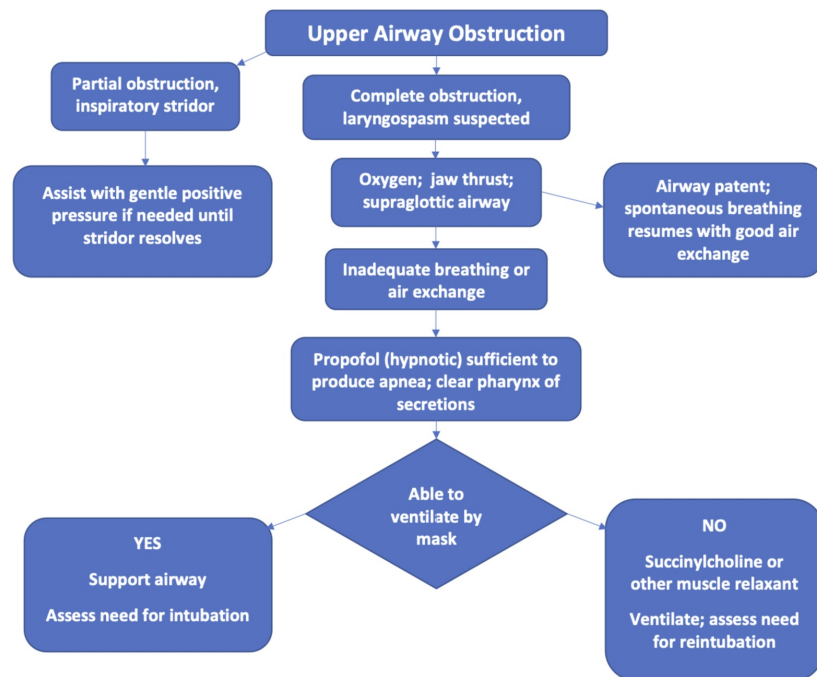 Upper Airway Obstruction
Partial obstruction,
inspiratory stridor
Complete obstruction,
laryngospasm suspected
Assist with gentle positive
pressure if needed until
stridor resolves
Oxygen; jaw thrust;
supraglottic airway
Airway patent;
spontaneous breathing
resumes with good air
exchange
Inadequate breathing or
air exchange
Propofol (hypnotic) sufficient to
produce apnea; clear pharynx of
secretions
Able to
ventilate by
mask
YES
Support airway
Assess need for intubation
NO
Succinylcholine or
other muscle relaxant
Ventilate; assess need
for reintubation